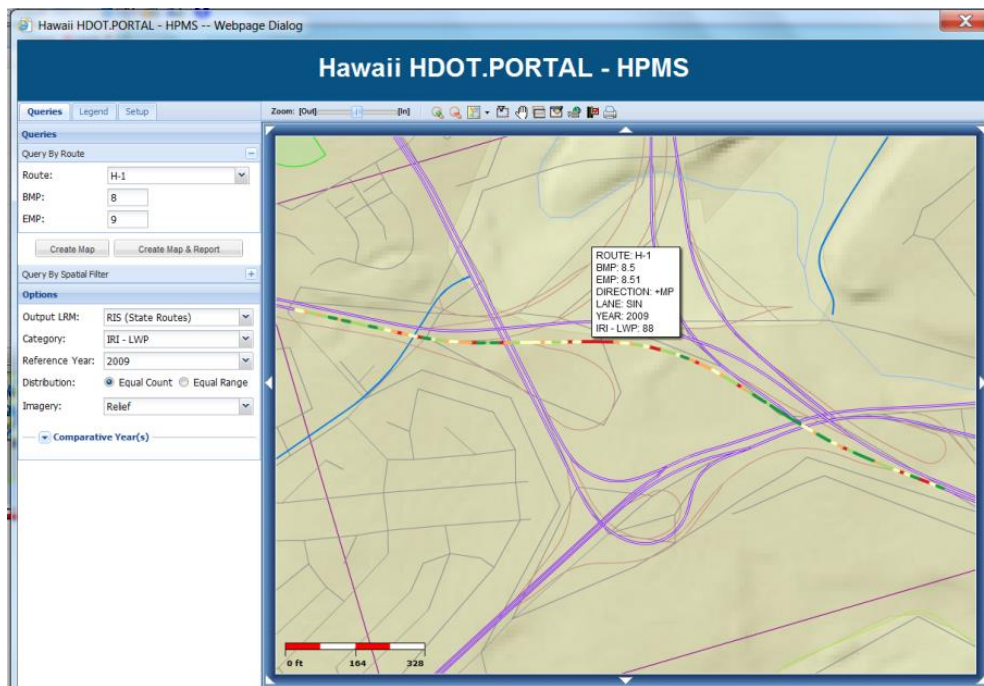 Hawaii HDOT.PORTAL - HPMS -- Webpage Dialog
Hawaii HDOT.PORTAL - HPMS
Queries Legend Setup
Zoom: [Out] [In]
Queries
Query By Route
Route: H-1
BMP: 8
EMP: 9
Create Map Create Map & Report
Query By Spatial Filter
Options
Output LRM: RIS (State Routes)
Category: IRI - LWP
Reference Year: 2009
Distribution: Equal Count Equal Range
Imagery: Relief
Comparative Year(s)
ROUTE: H-1
BMP: 8.5
EMP: 8.51
DIRECTION: +MP
LANE: SIN
YEAR: 2009
IRI - LWP: 88
0 ft 164 328